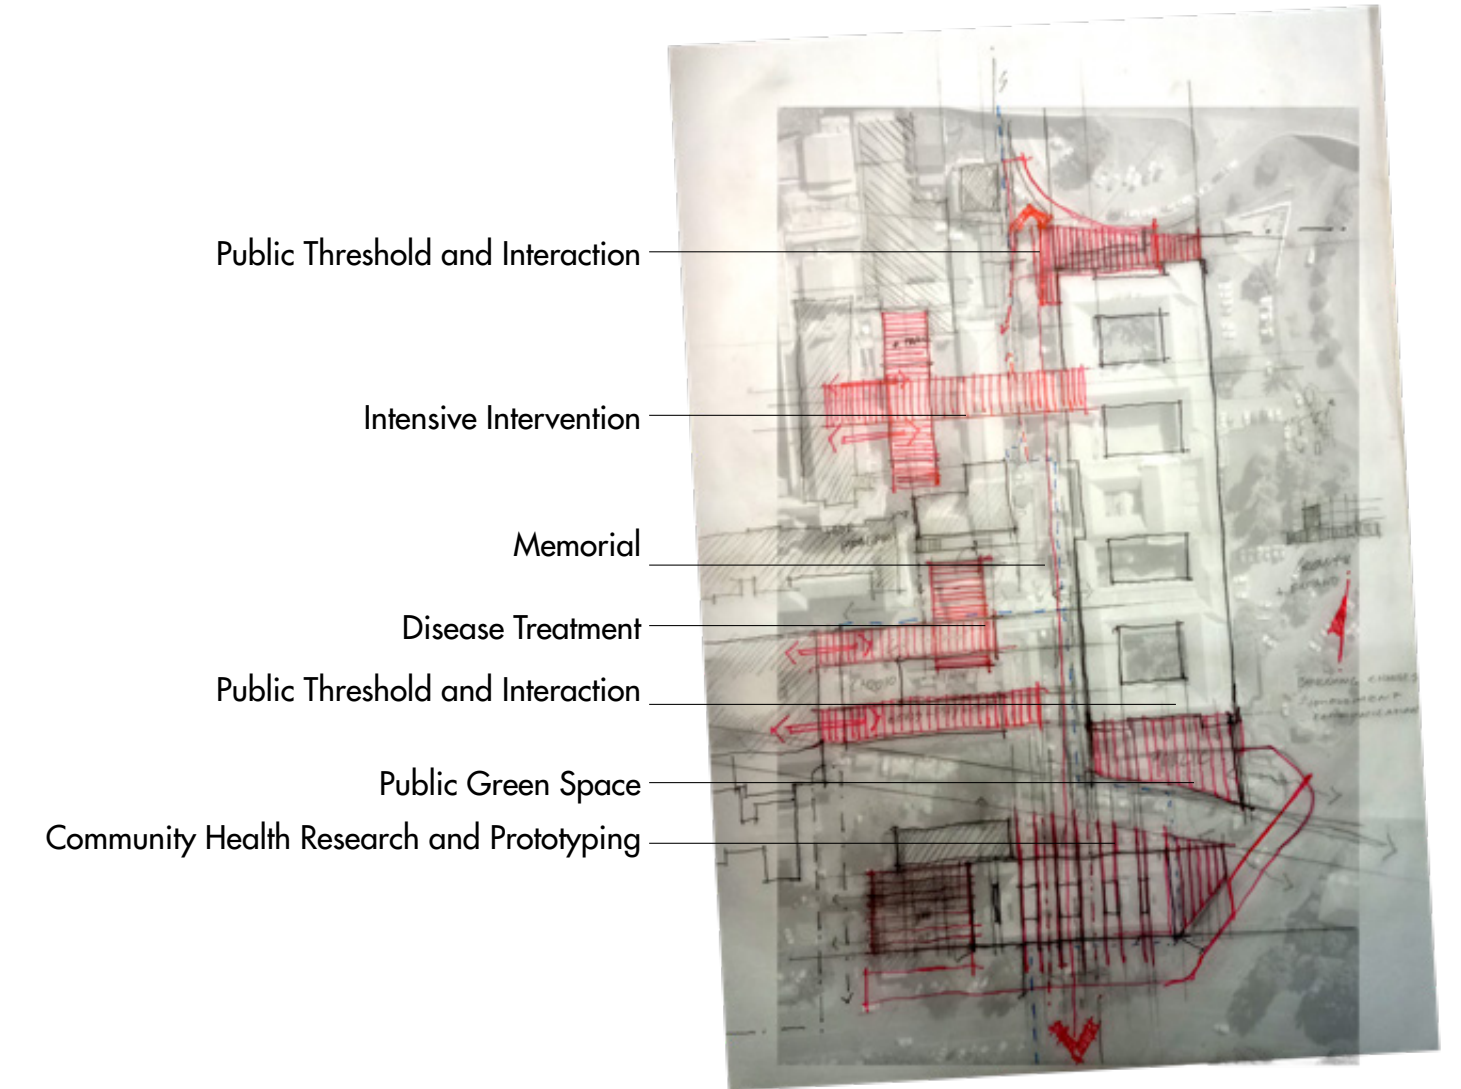 Public Threshold and Interaction
Intensive Intervention
Memorial
Disease Treatment
Public Threshold and Interaction
Public Green Space
Community Health Research and Prototyping